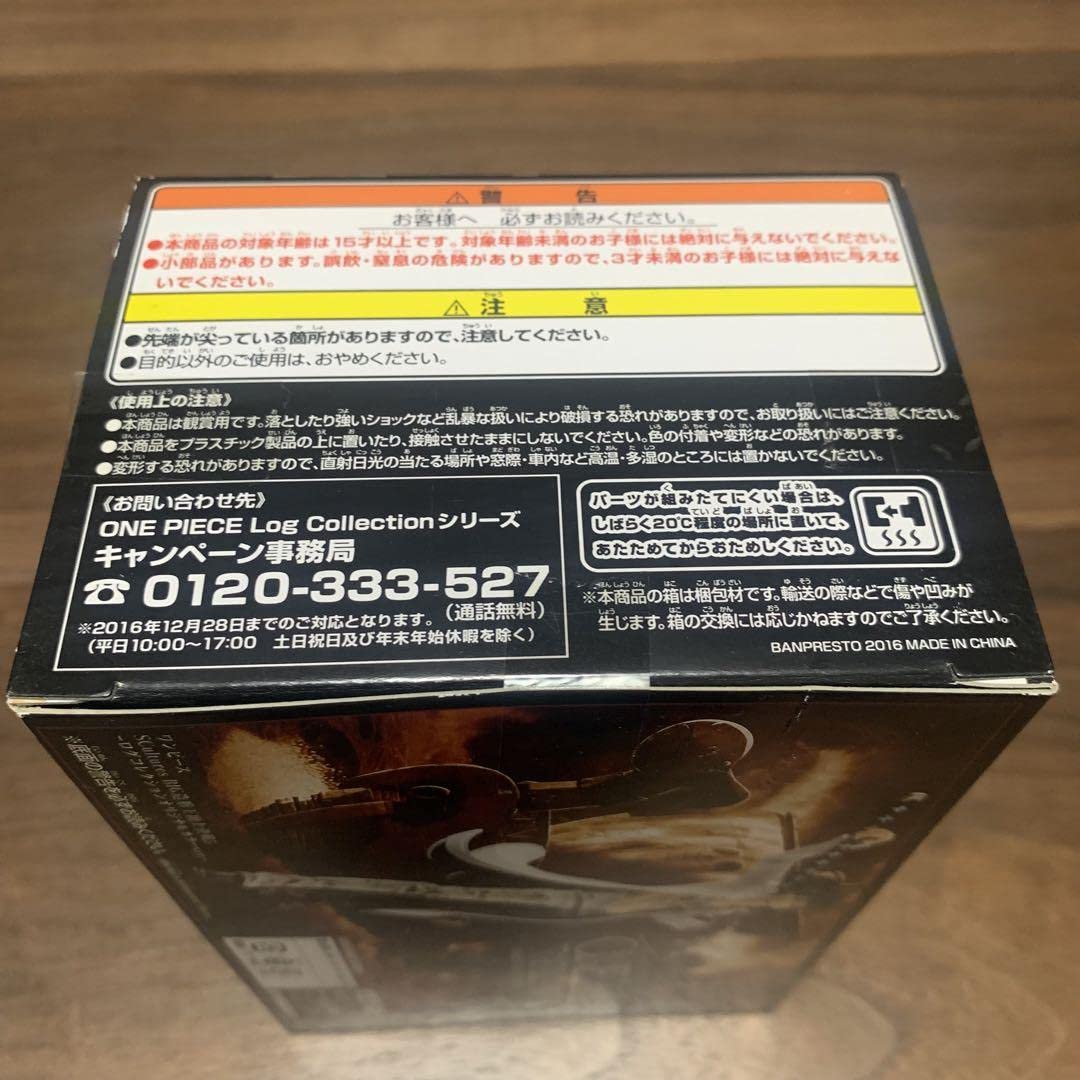 ⚠ 警告
お客様へ 必ずお読みください。
●本商品の対象年齢は15才以上です。対象年齢未満のお子様には絶対に与えないでください。
●小部品があります。誤飲・窒息の危険がありますので、3才未満のお子様には絶対に与えな
いでください。
⚠ 注意
●先端が尖っている箇所がありますので、注意してください。
●目的以外のご使用は、おやめください。
《使用上の注意》
●本商品は観賞用です。落としたり強いショックなど乱暴な扱いにより破損する恐れがありますので、お取り扱いにはご注意ください。
●本商品をプラスチック製品の上に置いたり、接触させたままにしないでください。色の付着や変形などの恐れがあります。
●変形する恐れがありますので、直射日光の当たる場所や窓際・車内など高温・多湿のところには置かないでください。
《お問い合わせ先》
ONE PIECE Log Collectionシリーズ
キャンペーン事務局
☎0120-333-527
(通話無料)
※2016年12月28日までのご対応となります。
(平日10:00〜17:00 土日祝日及び年末年始休暇を除く)
パーツが組みたてにくい場合は、
しばらく20℃程度の場所に置いて、
あたためてからおためしください。
※本商品の箱は梱包材です。輸送の際などで傷や凹みが
生じます。箱の交換には応じかねますのでご了承ください。
BANPRESTO 2016 MADE IN CHINA
ワンピース
※底面の警告を必ずお読みください。